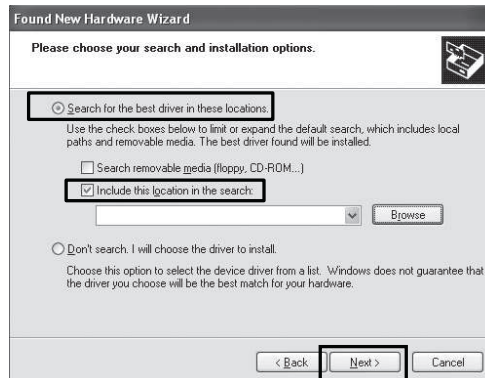 Found New Hardware Wizard
Please choose your search and installation options.
Search for the best driver in these locations.
Use the check boxes below to limit or expand the default search, which includes local
paths and removable media. The best driver found will be installed.
Search removable media (floppy, CD-ROM...)
Include this location in the search:
Browse
Don't search. I will choose the driver to install.
Choose this option to select the device driver from a list. Windows does not guarantee that
the driver you choose will be the best match for your hardware.
< Back Next > Cancel